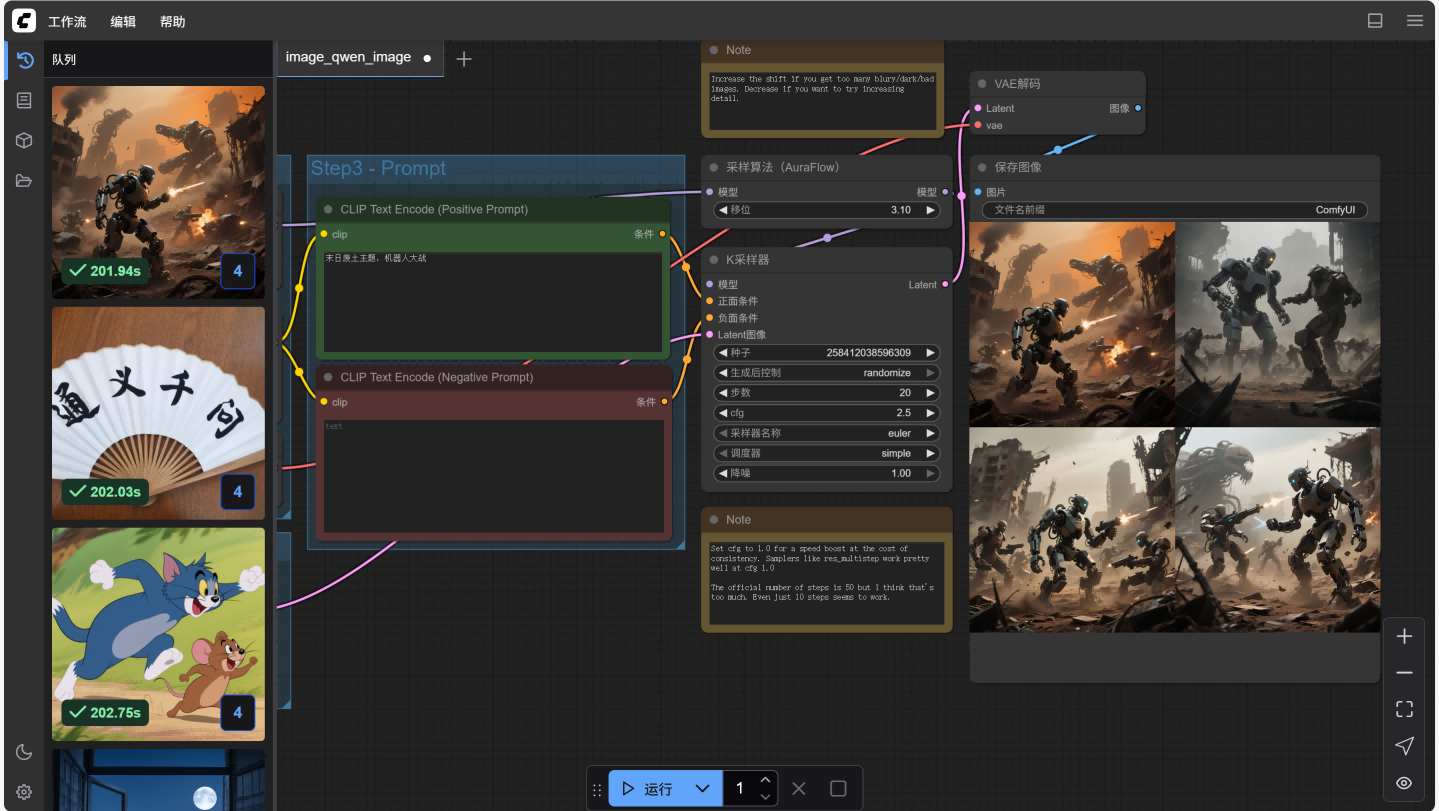 工作流 编辑 帮助
队列
image_qwen_image
201.94s 4
通义千问
202.03s 4
202.75s 4
Step3 - Prompt
CLIP Text Encode (Positive Prompt)
clip 条件
末日废土主题，机器人大战
CLIP Text Encode (Negative Prompt)
clip 条件
text
Note
Increase the shift if you get too many blury/dark/bad
images. Decrease if you want to try increasing
detail.
采样算法（AuraFlow）
模型 模型
移位 3.10
K采样器
模型 Latent
正面条件
负面条件
Latent图像
种子 258412038596309
生成后控制 randomize
步数 20
cfg 2.5
采样器名称 euler
调度器 simple
降噪 1.00
Note
Set cfg to 1.0 for a speed boost at the cost of
consistency. Samplers like res_multistep work pretty
well at cfg 1.0
The official number of steps is 50 but I think that's
too much. Even just 10 steps seems to work.
VAE解码
Latent 图像
vae
保存图像
图片
文件名前缀 ComfyUI
运行 1